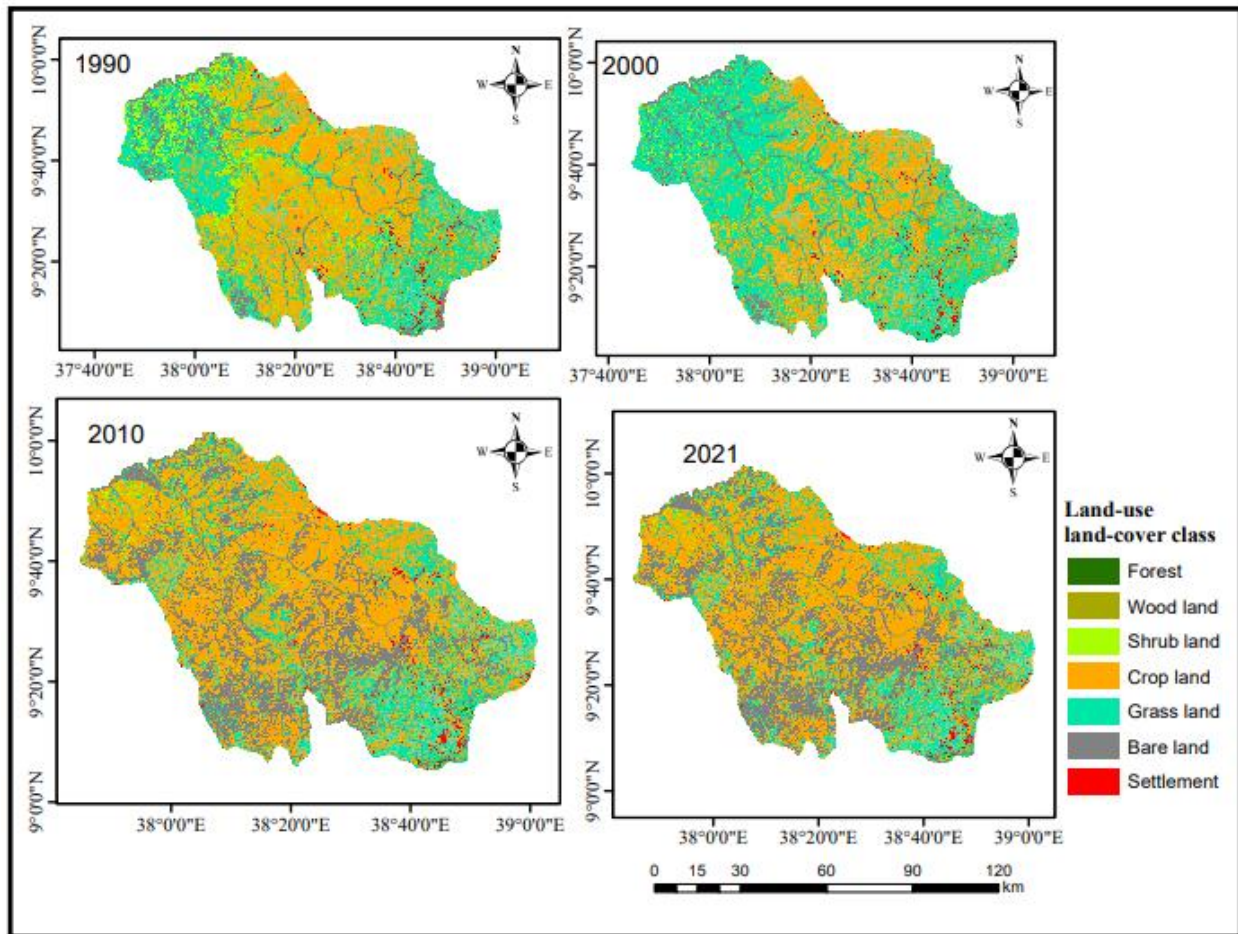 1990
N
W E
S
10°0'0"N
9°40'0"N
9°20'0"N
37°40'0"E 38°0'0"E 38°20'0"E 38°40'0"E 39°0'0"E
2000
N
W E
S
10°0'0"N
9°40'0"N
9°20'0"N
37°40'0"E 38°0'0"E 38°20'0"E 38°40'0"E 39°0'0"E
2010
N
W E
S
10°0'0"N
9°40'0"N
9°20'0"N
9°0'0"N
38°0'0"E 38°20'0"E 38°40'0"E 39°0'0"E
2021
N
W E
S
10°0'0"N
9°40'0"N
9°20'0"N
9°0'0"N
38°0'0"E 38°20'0"E 38°40'0"E 39°0'0"E
Land-use
land-cover class
Forest
Wood land
Shrub land
Crop land
Grass land
Bare land
Settlement
0 15 30 60 90 120
km